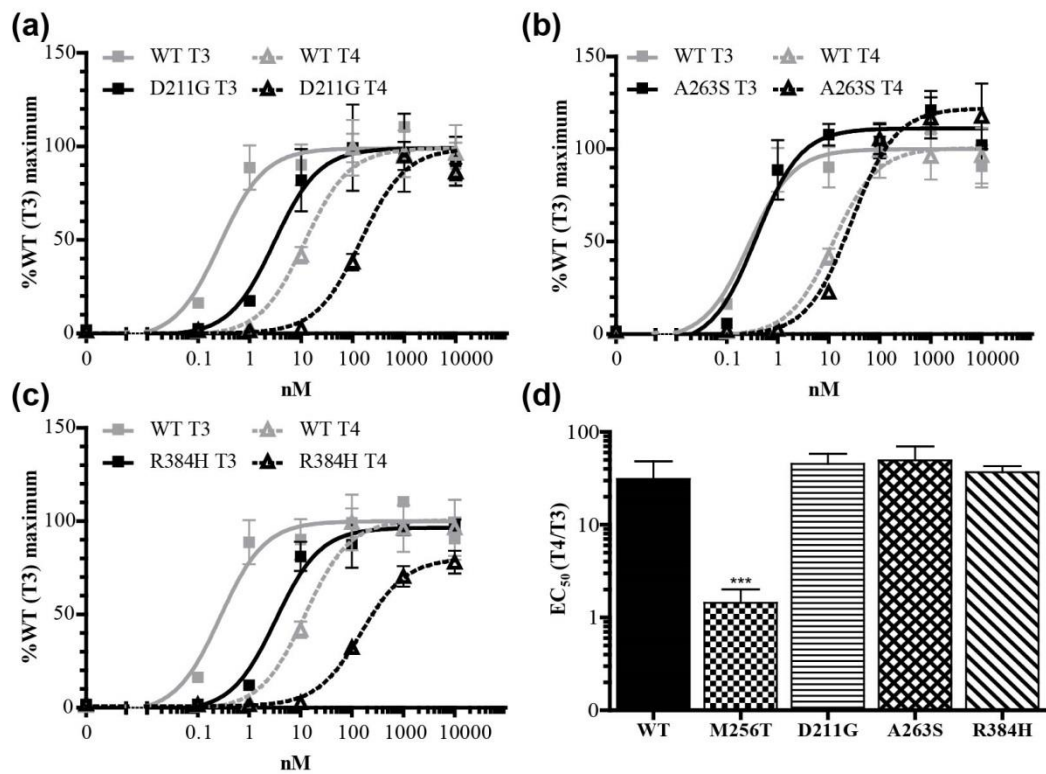 (a)
WT T3 WT T4
D211G T3 D211G T4
%WT (T3) maximum
150
100
50
0
0 0.1 1 10 100 1000 10000
nM
(b)
WT T3 WT T4
A263S T3 A263S T4
%WT (T3) maximum
150
100
50
0
0 0.1 1 10 100 1000 10000
nM
(c)
WT T3 WT T4
R384H T3 R384H T4
%WT (T3) maximum
150
100
50
0
0 0.1 1 10 100 1000 10000
nM
(d)
EC50 (T4/T3)
100
10
1
0
***
WT M256T D211G A263S R384H